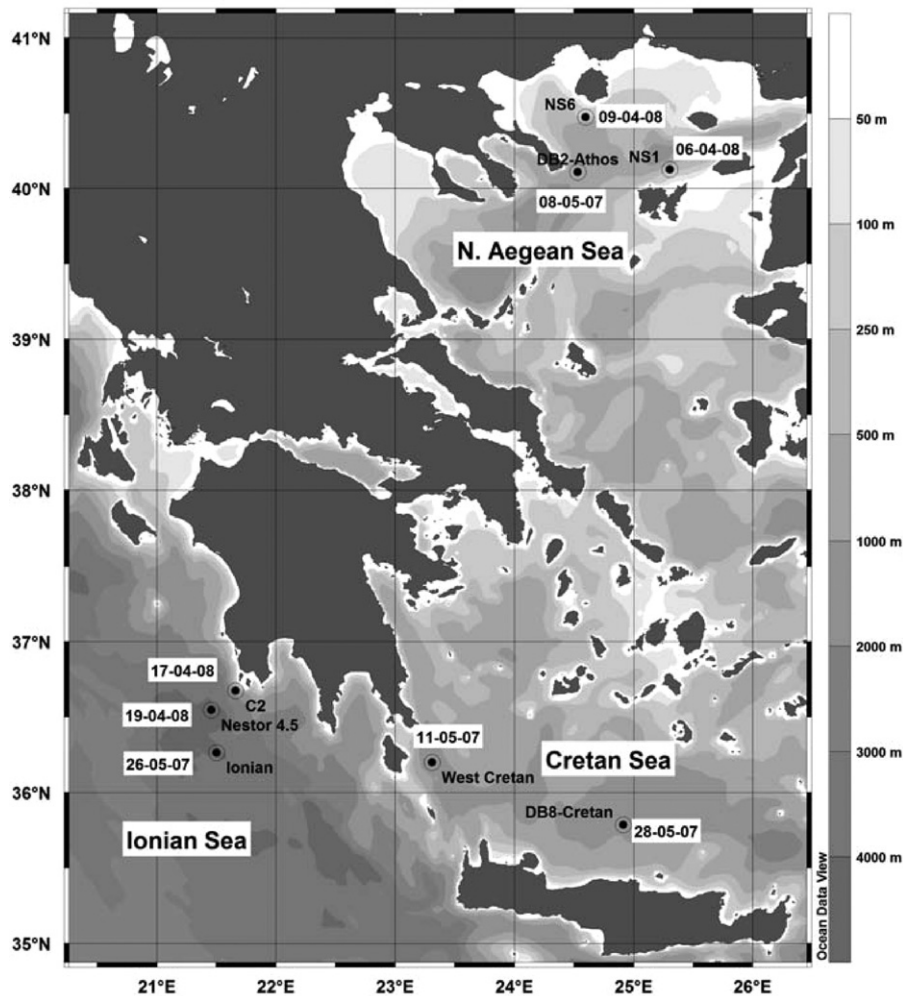 41°N
40°N
39°N
38°N
37°N
36°N
35°N
21°E
22°E
23°E
24°E
25°E
26°E
NS6
09-04-08
06-04-08
DB2-Athos
NS1
08-05-07
N. Aegean Sea
17-04-08
C2
19-04-08
Nestor 4.5
26-05-07
Ionian
11-05-07
West Cretan
Cretan Sea
DB8-Cretan
28-05-07
Ionian Sea
50 m
100 m
250 m
500 m
1000 m
2000 m
3000 m
4000 m
Ocean Data View